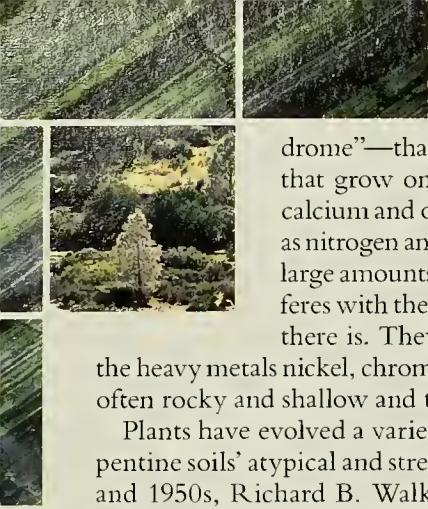 drome”—tha
that grow on
calcium and
as nitrogen an
large amounts
feres with the
there is. They
the heavy metals nickel, chrom
often rocky and shallow and t
Plants have evolved a varie
pentine soils’ atypical and stre
and 1950s, Richard B. Walk